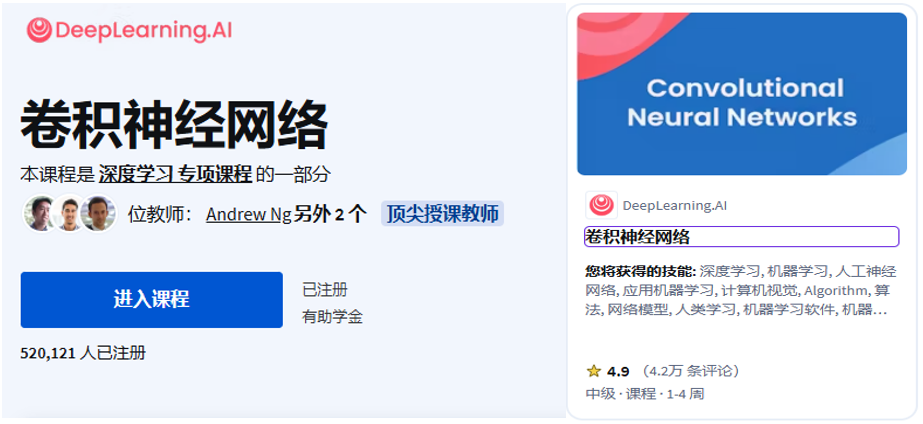 DeepLearning.AI
卷积神经网络
本课程是 深度学习 专项课程 的一部分
位教师： Andrew Ng 另外 2 个 顶尖授课教师
进入课程
已注册
有助学金
520,121 人已注册
Convolutional
Neural Networks
DeepLearning.AI
卷积神经网络
您将获得的技能: 深度学习, 机器学习, 人工神经
网络, 应用机器学习, 计算机视觉, Algorithm, 算
法, 网络模型, 人类学习, 机器学习软件, 机器...
4.9 （4.2万 条评论）
中级 · 课程 · 1-4 周